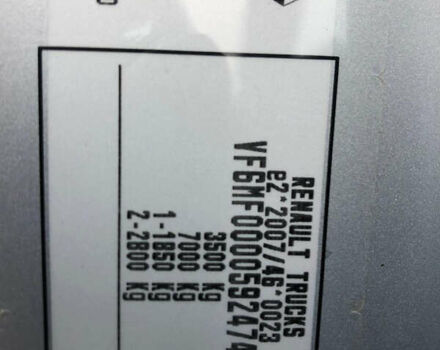 RENAULT TRUCKS
e2*2007/46*0023
VF6MF000059247
3500 KG
7000 KG
1-1850 KG
2-2800 KG